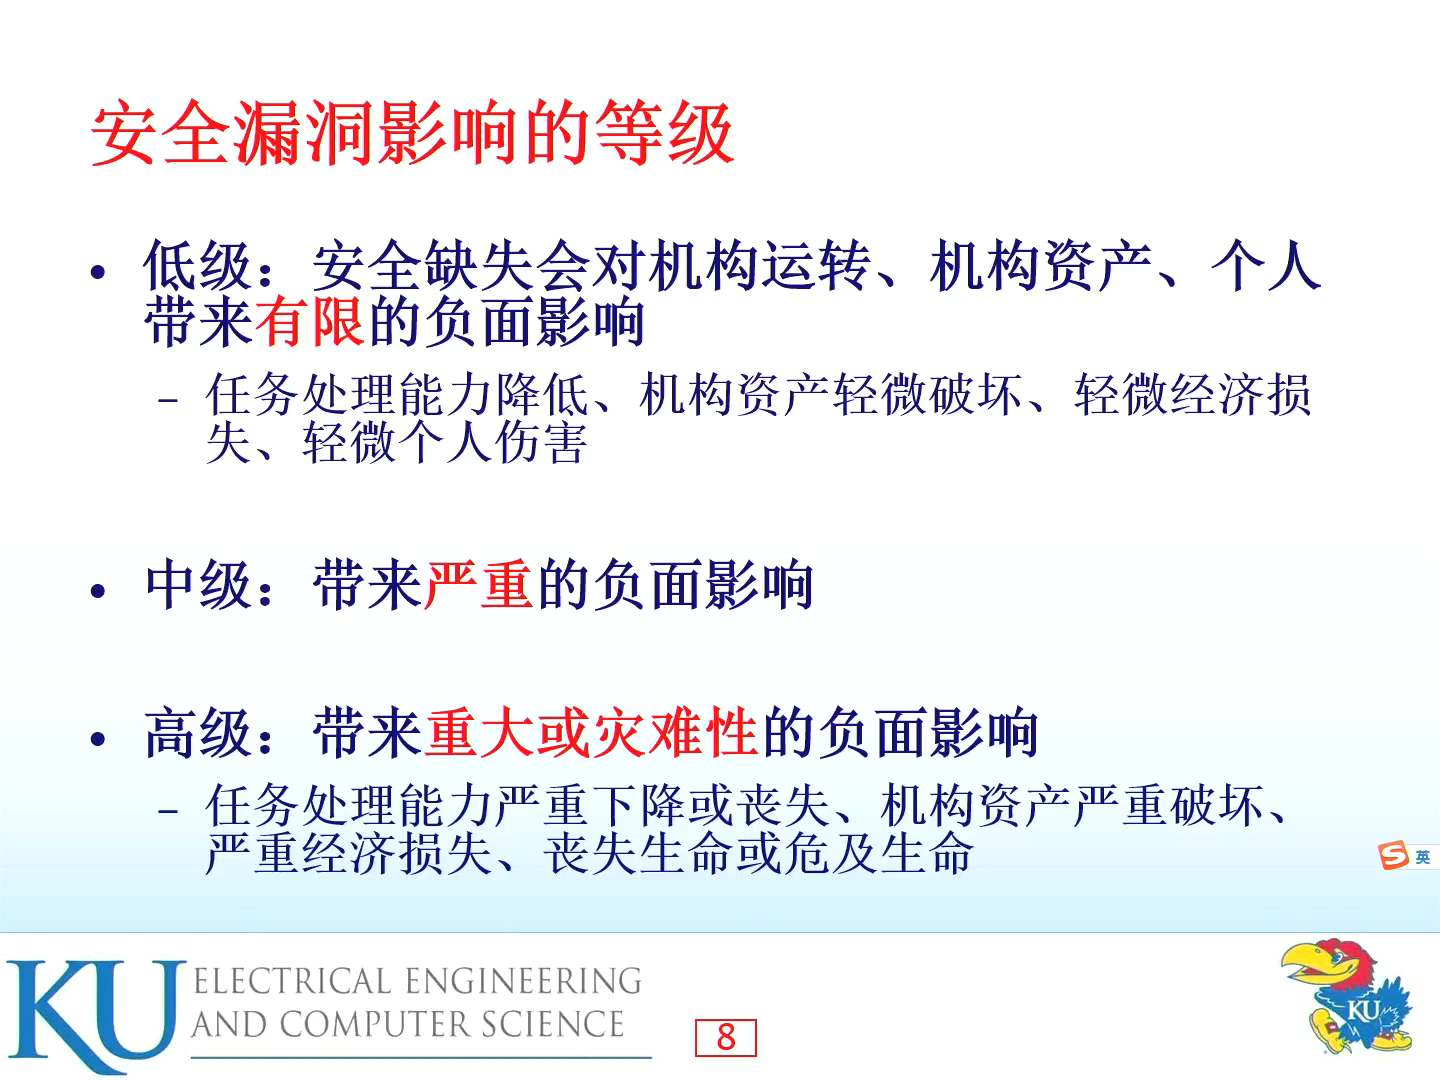 安全漏洞影响的等级
• 低级：安全缺失会对机构运转、机构资产、个人
带来有限的负面影响
– 任务处理能力降低、机构资产轻微破坏、轻微经济损
失、轻微个人伤害
• 中级：带来严重的负面影响
• 高级：带来重大或灾难性的负面影响
– 任务处理能力严重下降或丧失、机构资产严重破坏、
严重经济损失、丧失生命或危及生命
S 英
KU ELECTRICAL ENGINEERING
AND COMPUTER SCIENCE
8
KU